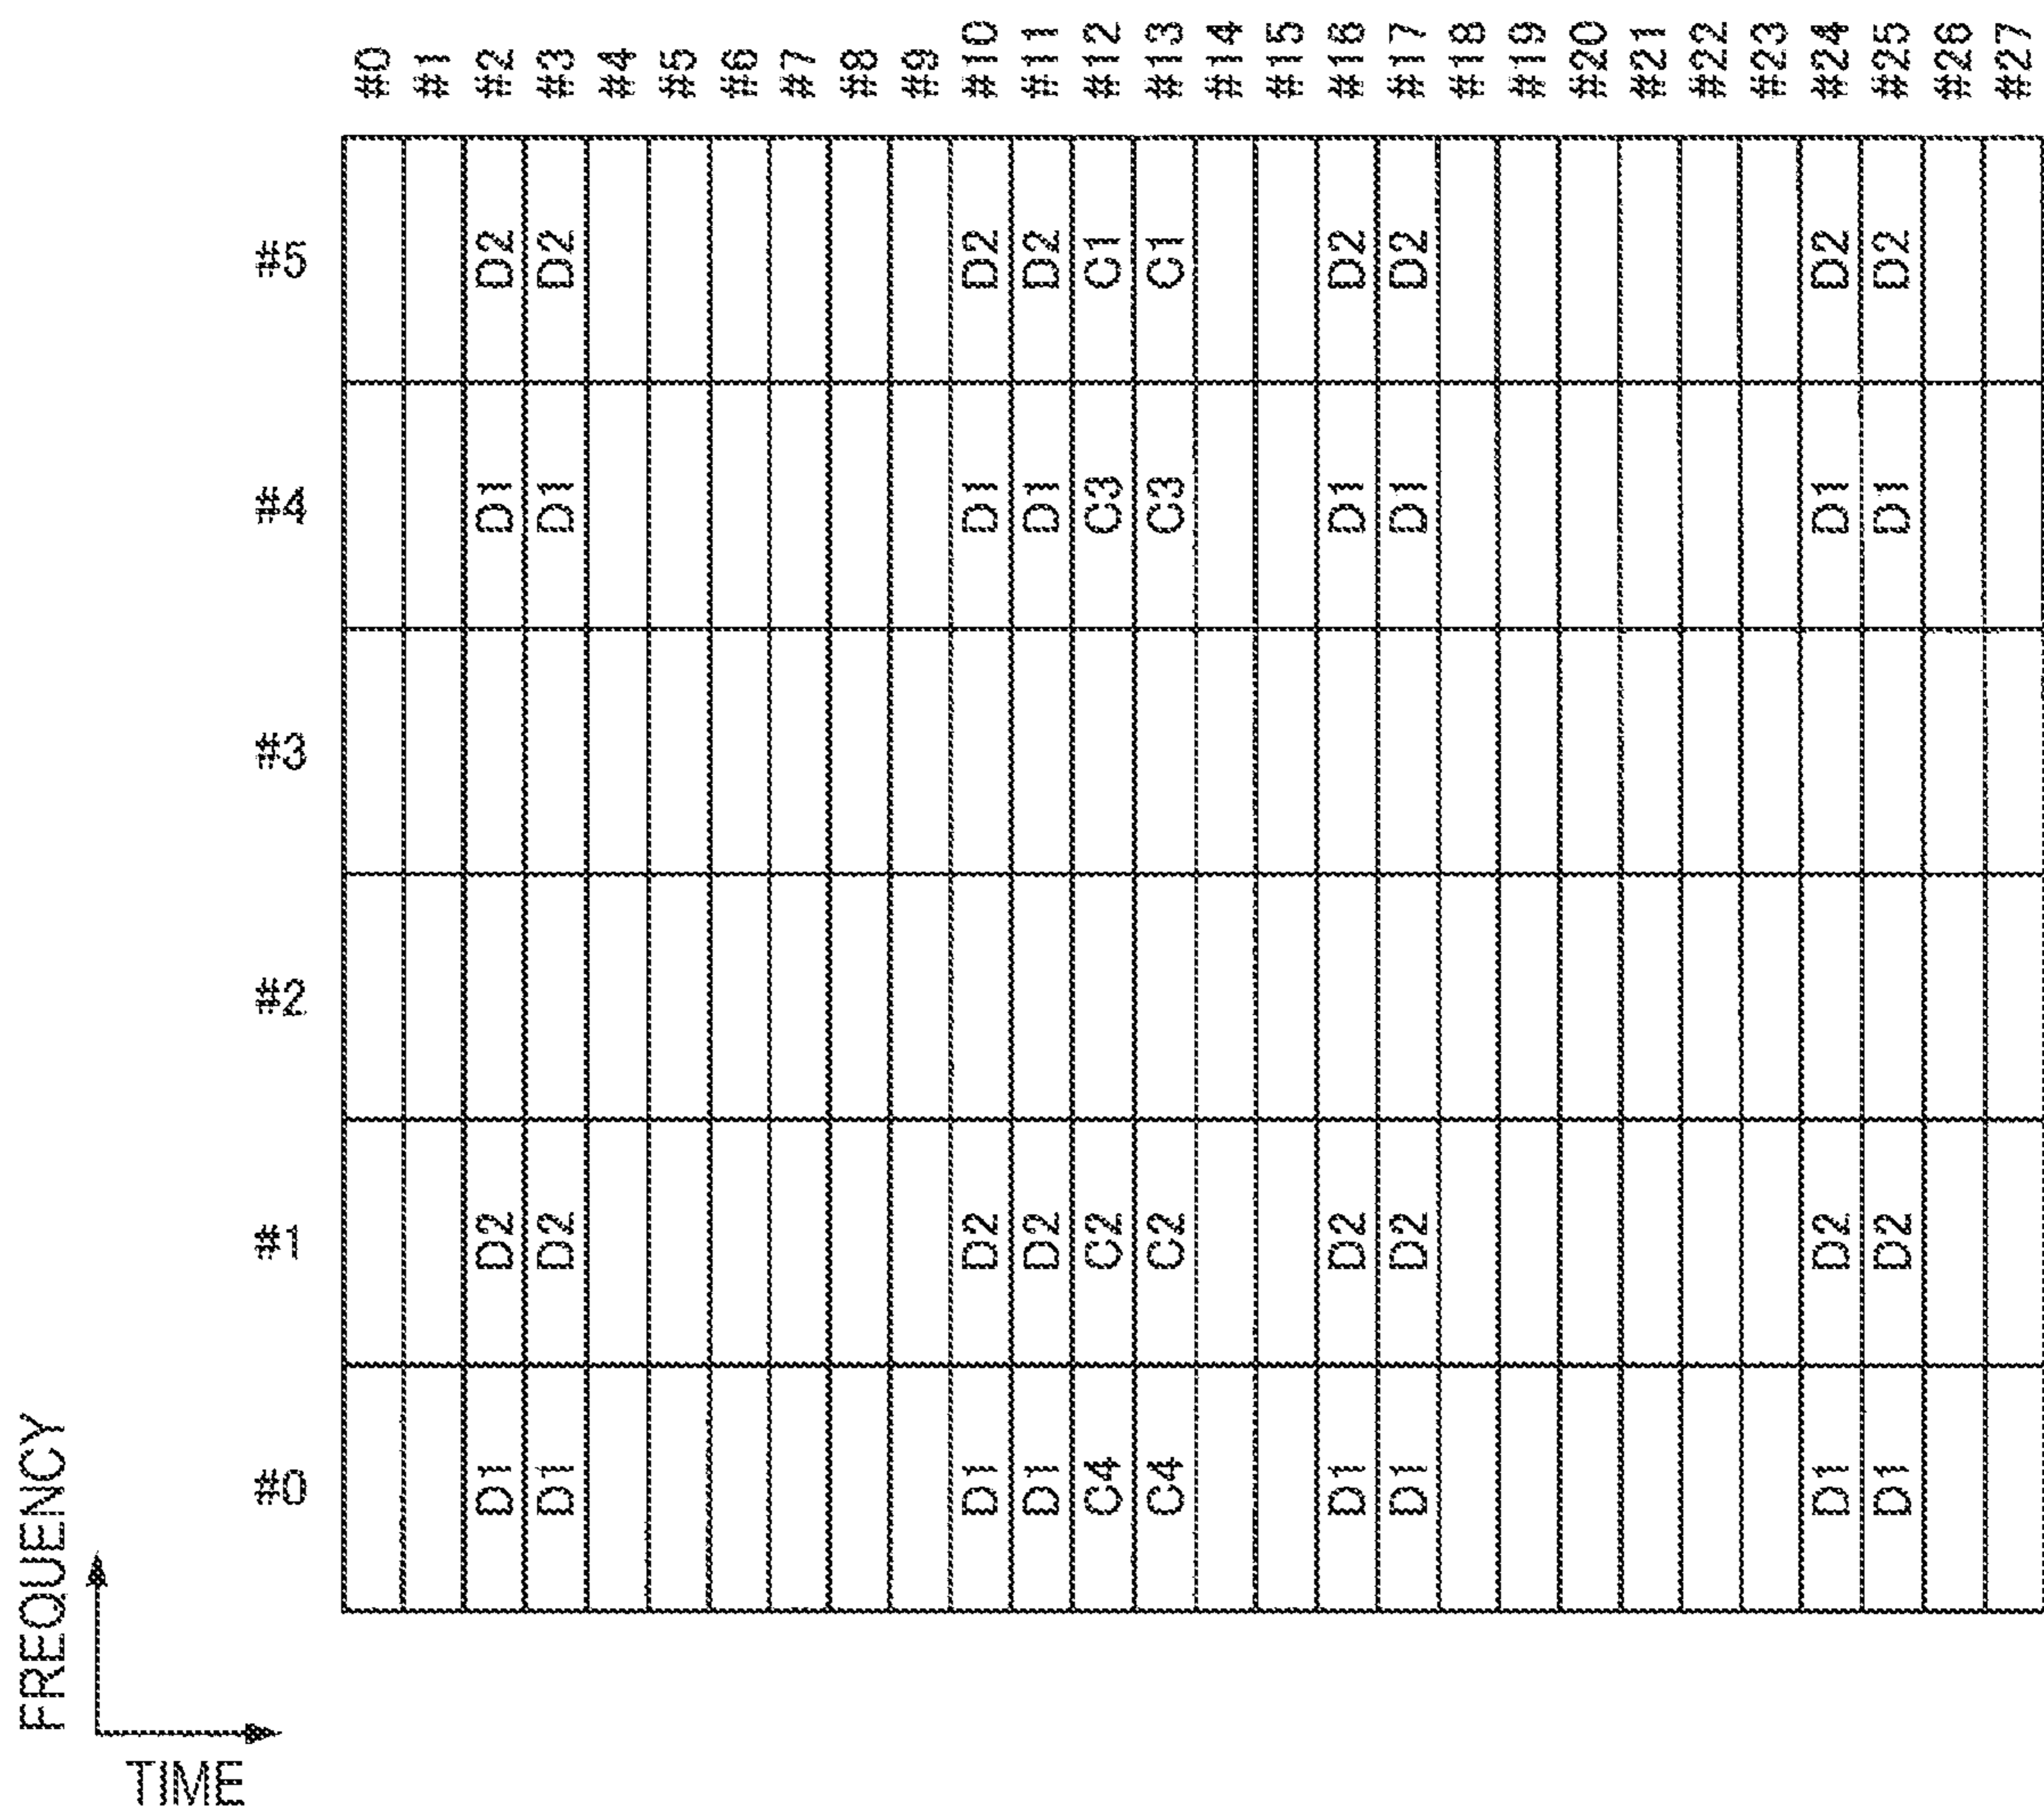 #0 #1 #2 #3 #4 #5 #6 #7 #8 #9 #10 #11 #12 #13 #14 #15 #16 #17 #18 #19 #20 #21 #22 #23 #24 #25 #26 #27
#5 D2 D2 D2 D2 C1 C1 D2 D2 D2 D2
#4 D1 D1 D1 D1 C3 C3 D1 D1 D1 D1
#3
#2
#1 D2 D2 D2 D2 C2 C2 D2 D2 D2 D2
#0 D1 D1 D1 D1 C4 C4 D1 D1 D1 D1
FREQUENCY
TIME